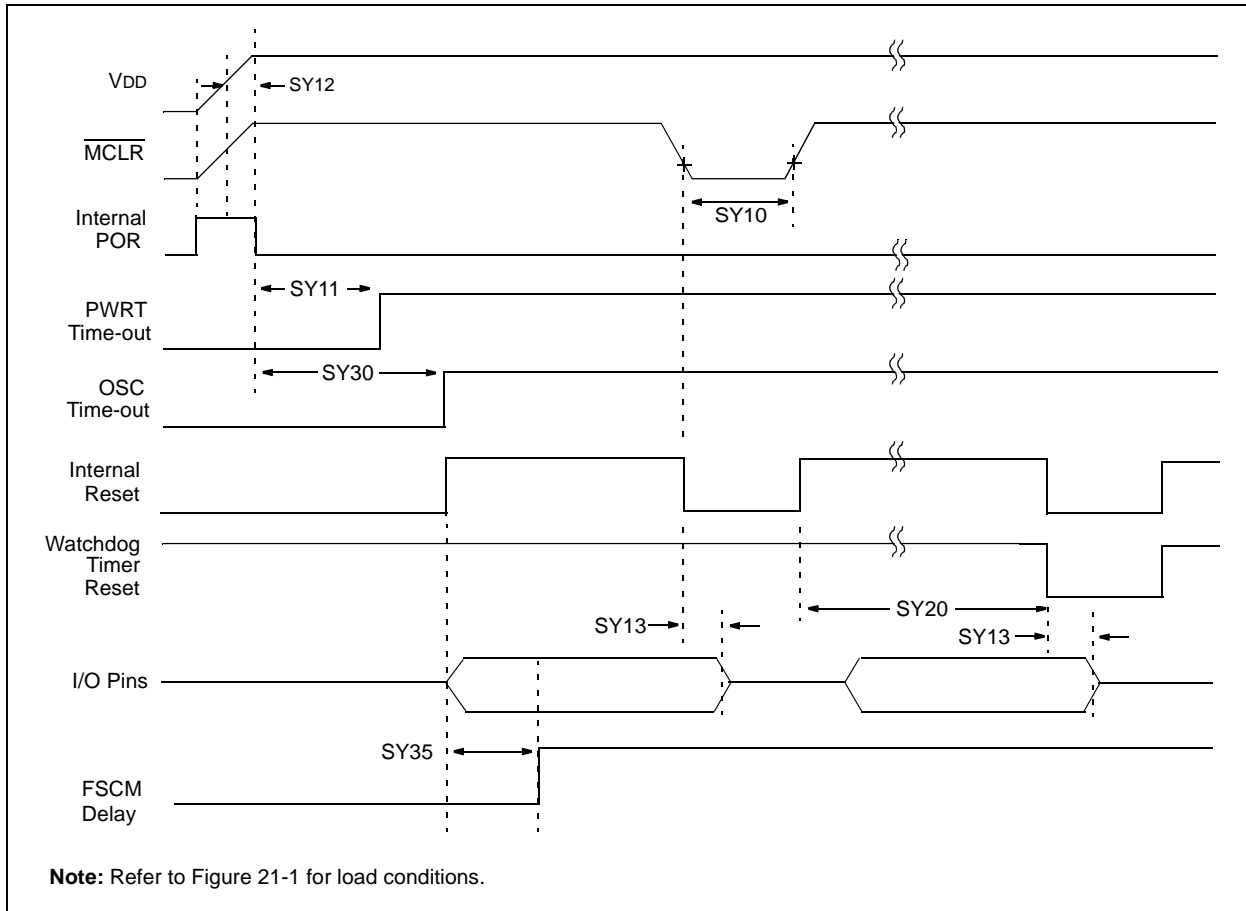 VDD
SY12
MCLR
SY10
Internal
POR
SY11
PWRT
Time-out
SY30
OSC
Time-out
Internal
Reset
Watchdog
Timer
Reset
SY20
SY13
SY13
I/O Pins
SY35
FSCM
Delay
Note: Refer to Figure 21-1 for load conditions.